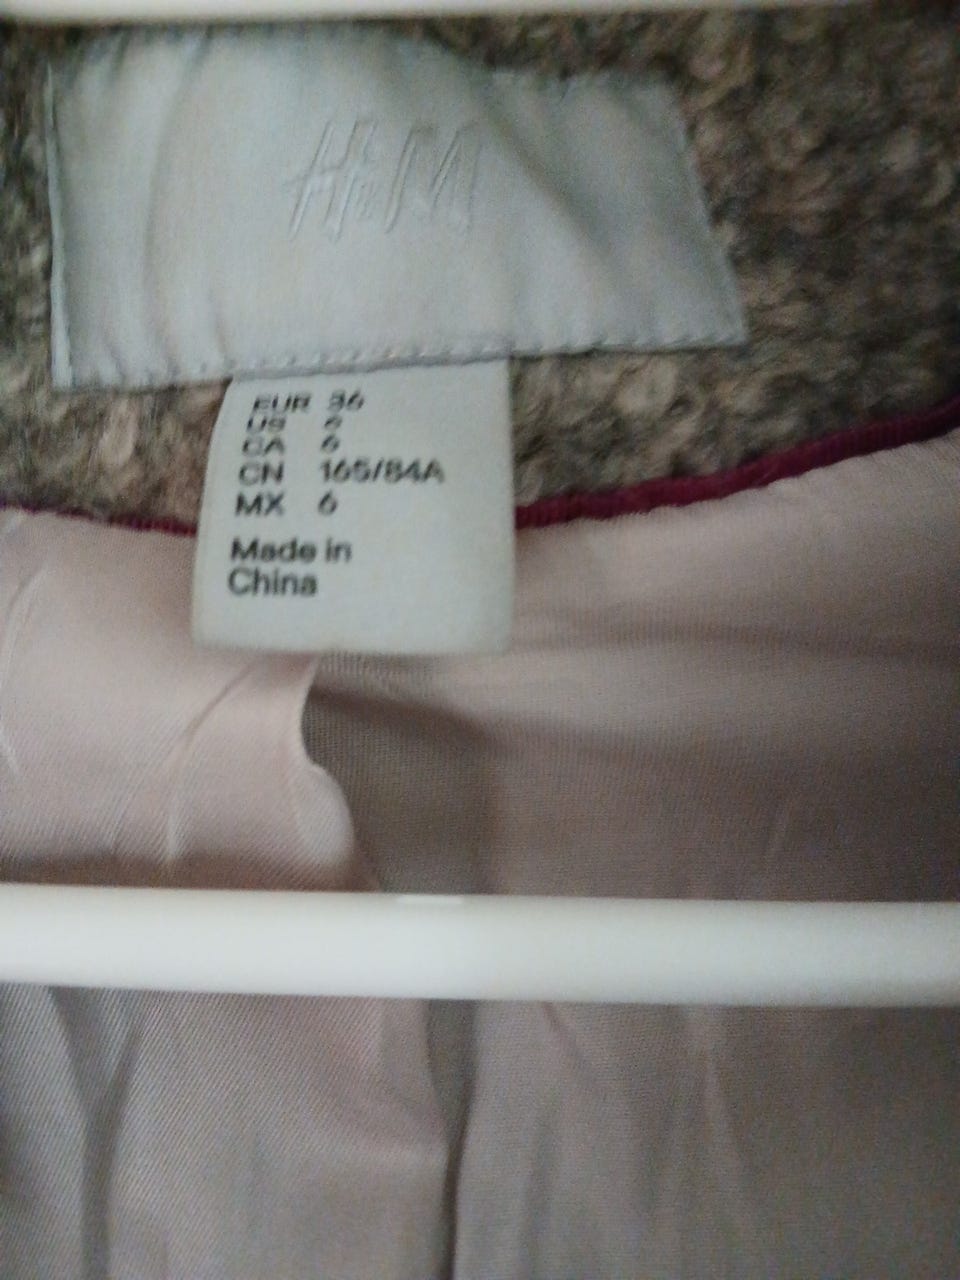 H&M
EUR 36
US 6
CA 6
CN 165/84A
MX 6
Made in
China